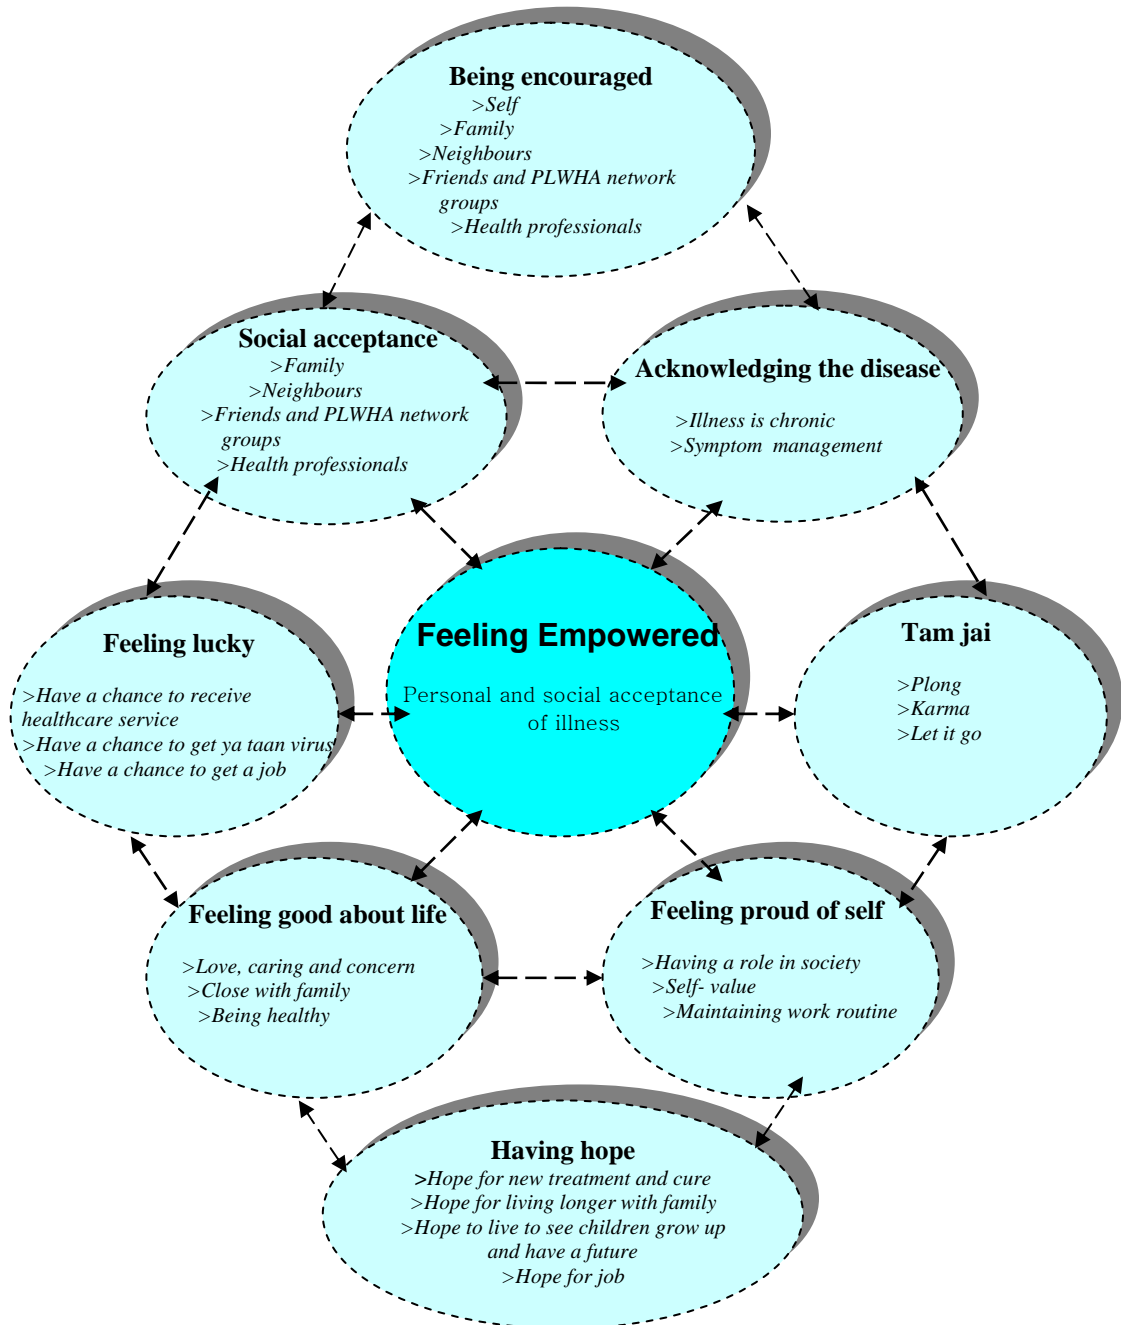 Being encouraged
>Self
>Family
>Neighbours
>Friends and PLWHA network
groups
>Health professionals
Social acceptance
>Family
>Neighbours
>Friends and PLWHA network
groups
>Health professionals
Acknowledging the disease
>Illness is chronic
>Symptom management
Feeling lucky
>Have a chance to receive
healthcare service
>Have a chance to get ya taan virus
>Have a chance to get a job
Feeling Empowered
Personal and social acceptance
of illness
Tam jai
>Plong
>Karma
>Let it go
Feeling good about life
>Love, caring and concern
>Close with family
>Being healthy
Feeling proud of self
>Having a role in society
>Self- value
>Maintaining work routine
Having hope
>Hope for new treatment and cure
>Hope for living longer with family
>Hope to live to see children grow up
and have a future
>Hope for job